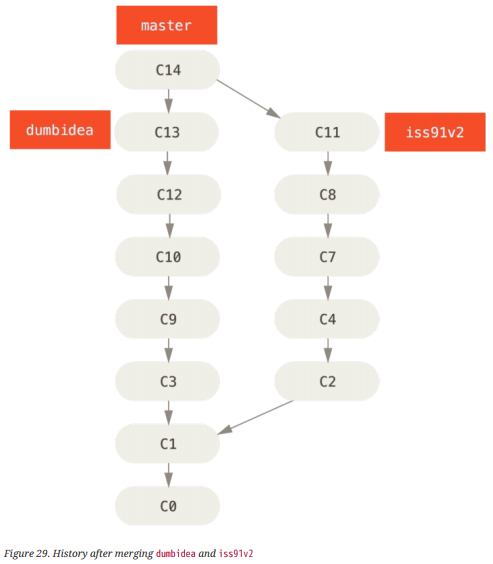 master
C14
dumbidea
C13
C11
iss91v2
C12
C8
C10
C7
C9
C4
C3
C2
C1
C0
Figure 29. History after merging dumbidea and iss91v2